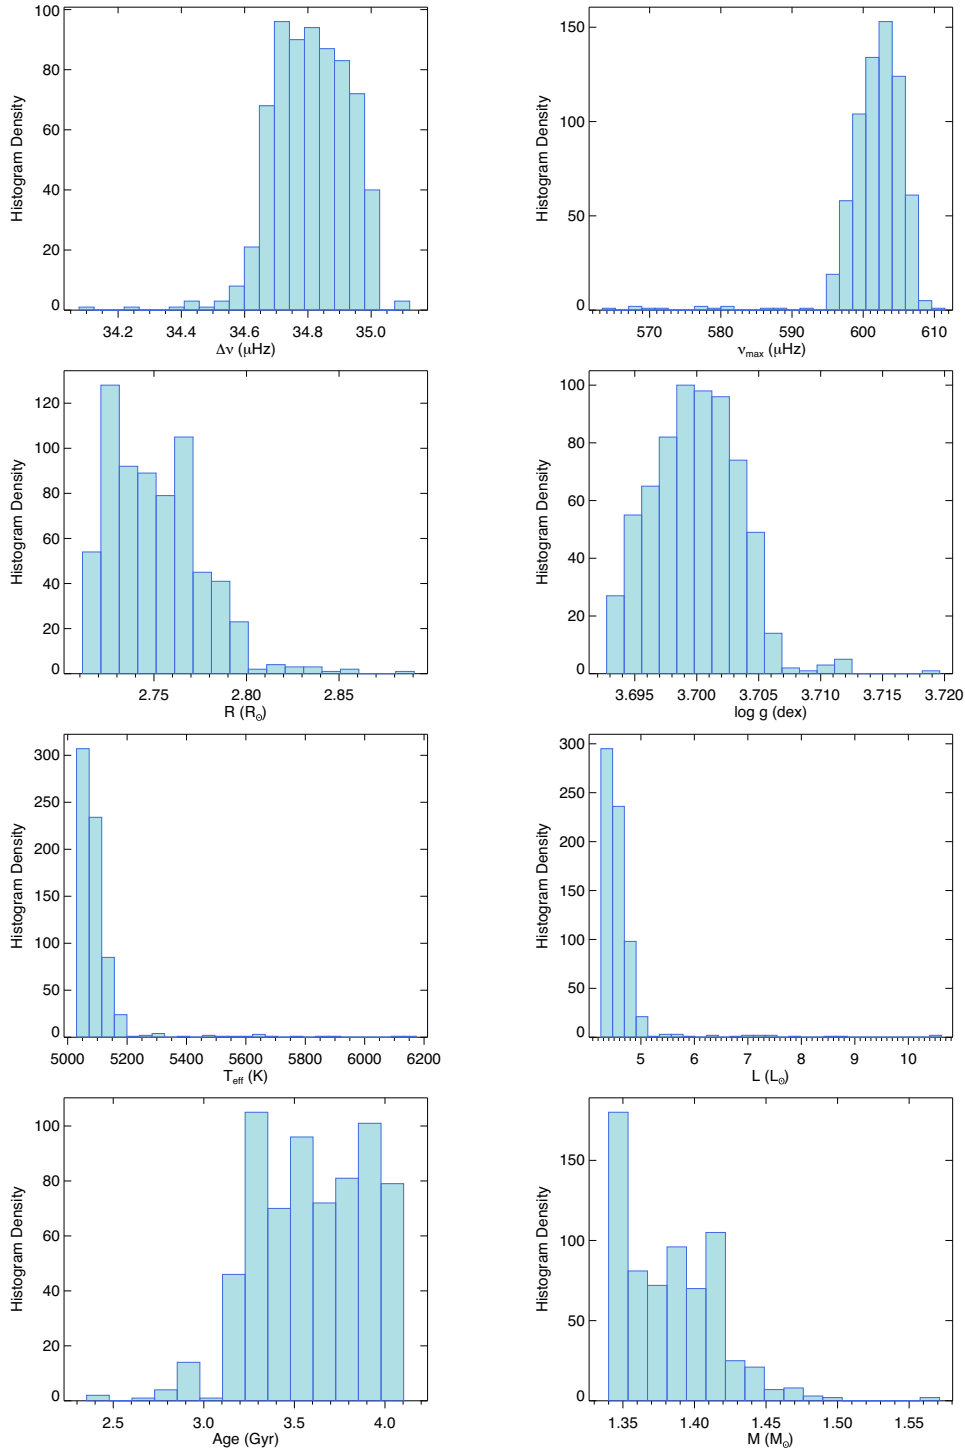 100
80
60
40
20
0
Histogram Density
34.2 34.4 34.6 34.8 35.0
Δν (μHz)
150
100
50
0
Histogram Density
570 580 590 600 610
ν_max (μHz)
120
100
80
60
40
20
0
Histogram Density
2.75 2.80 2.85
R (R⊙)
100
80
60
40
20
0
Histogram Density
3.695 3.700 3.705 3.710 3.715 3.720
log g (dex)
300
250
200
150
100
50
0
Histogram Density
5000 5200 5400 5600 5800 6000 6200
T_eff (K)
300
250
200
150
100
50
0
Histogram Density
5 6 7 8 9 10
L (L⊙)
100
80
60
40
20
0
Histogram Density
2.5 3.0 3.5 4.0
Age (Gyr)
150
100
50
0
Histogram Density
1.35 1.40 1.45 1.50 1.55
M (M⊙)